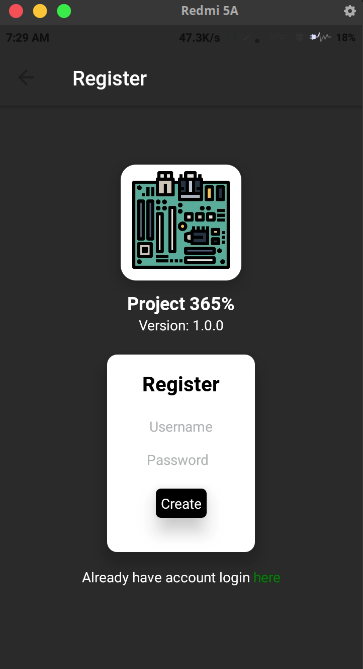 Redmi 5A
7:29 AM 47.3K/s 18%
Register
Project 365%
Version: 1.0.0
Register
Username
Password
Create
Already have account login here